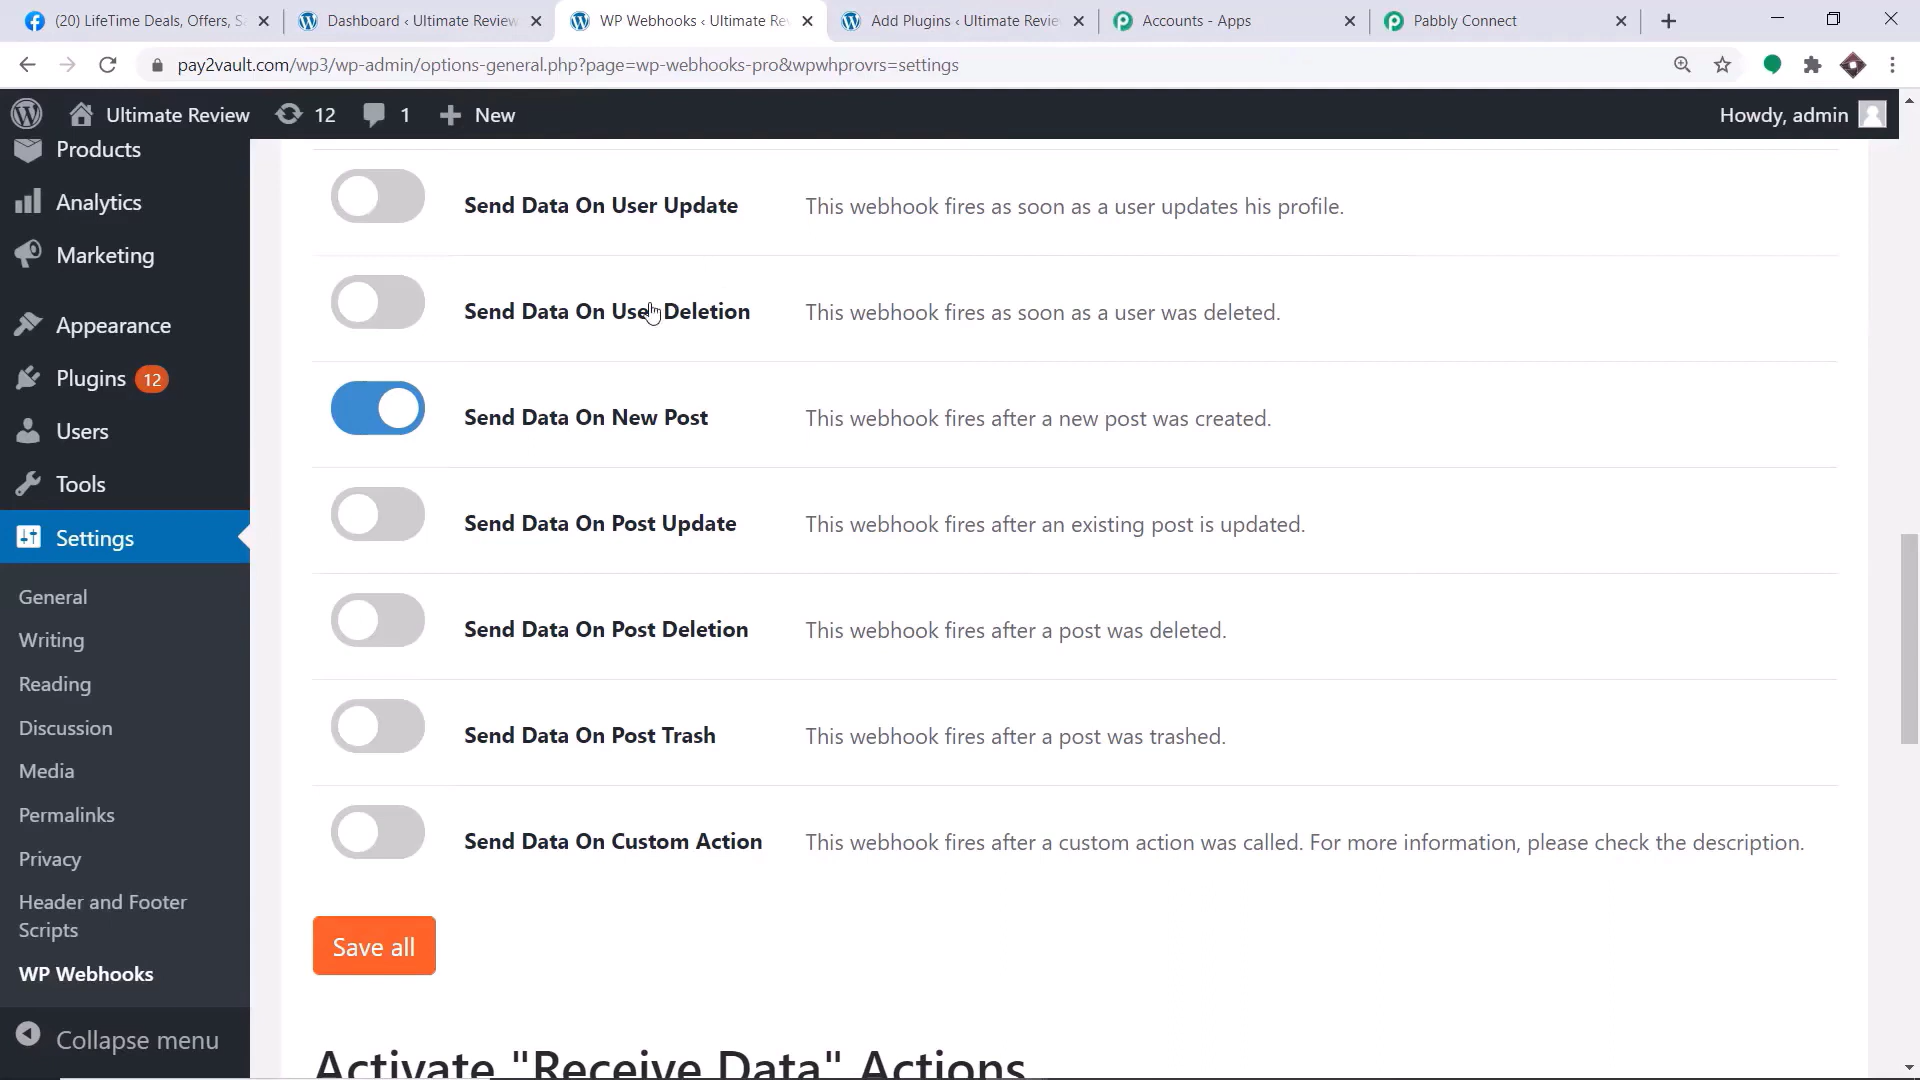 (20) LifeTime Deals, Offers, S
Dashboard ‹ Ultimate Review
WP Webhooks ‹ Ultimate Re
Add Plugins ‹ Ultimate Revie
Accounts - Apps
Pabbly Connect
pay2vault.com/wp3/wp-admin/options-general.php?page=wp-webhooks-pro&wpwhprovrs=settings
Ultimate Review 12 1 New
Howdy, admin
Products
Analytics
Marketing
Appearance
Plugins 12
Users
Tools
Settings
General
Writing
Reading
Discussion
Media
Permalinks
Privacy
Header and Footer
Scripts
WP Webhooks
Collapse menu
Send Data On User Update This webhook fires as soon as a user updates his profile.
Send Data On User Deletion This webhook fires as soon as a user was deleted.
Send Data On New Post This webhook fires after a new post was created.
Send Data On Post Update This webhook fires after an existing post is updated.
Send Data On Post Deletion This webhook fires after a post was deleted.
Send Data On Post Trash This webhook fires after a post was trashed.
Send Data On Custom Action This webhook fires after a custom action was called. For more information, please check the description.
Save all
Activate "Receive Data" Actions